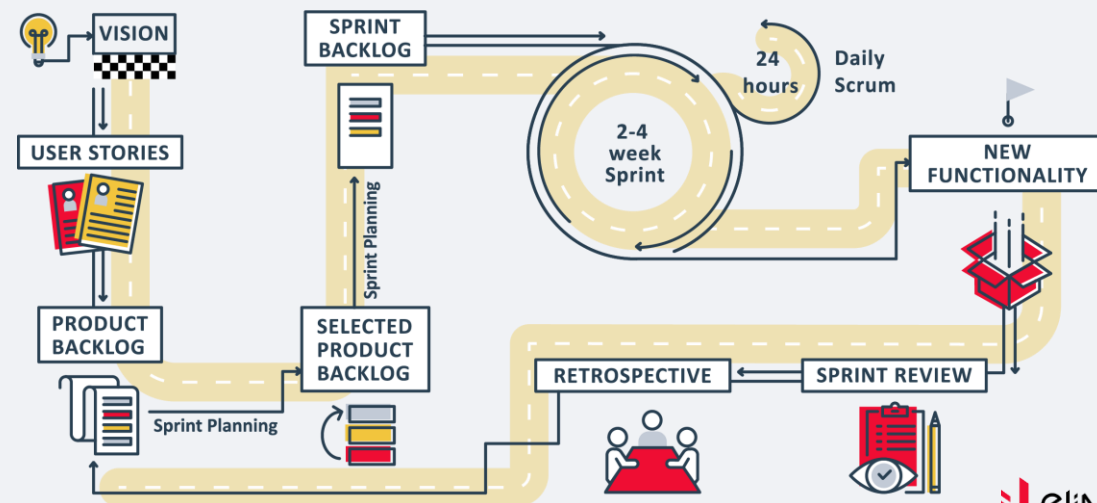 VISION
USER STORIES
PRODUCT
BACKLOG
Sprint Planning
SELECTED
PRODUCT
BACKLOG
Sprint Planning
SPRINT
BACKLOG
2-4
week
Sprint
24
hours
Daily
Scrum
NEW
FUNCTIONALITY
SPRINT REVIEW
RETROSPECTIVE